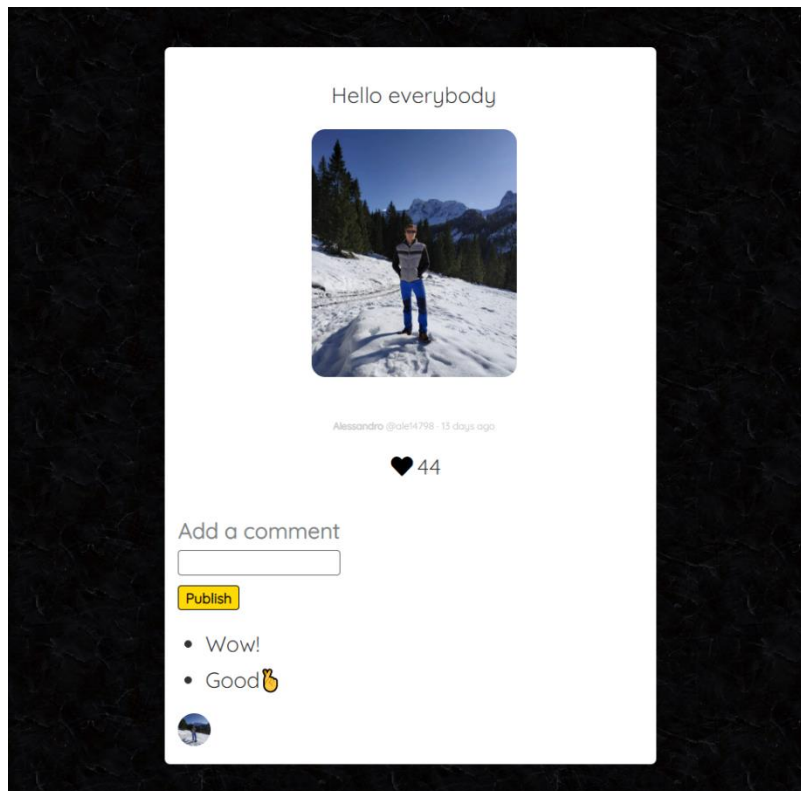 Hello everybody
Alessandro @ale14798 · 13 days ago
44
Add a comment
Publish
Wow!
Good🫰